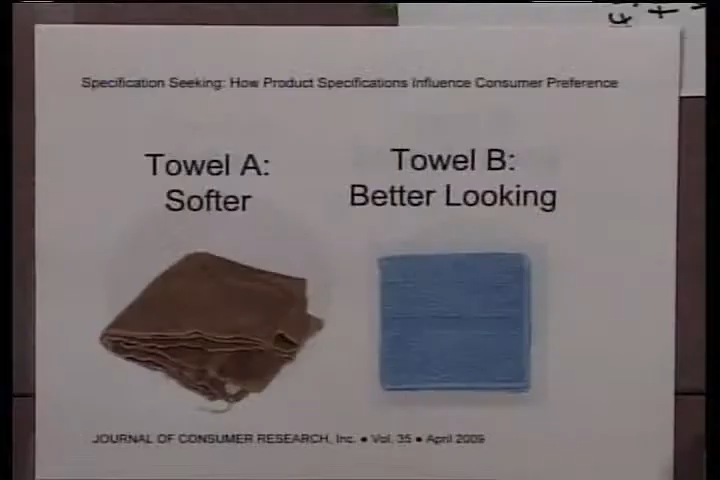 Specification Seeking: How Product Specifications Influence Consumer Preference
Towel A:
Softer
Towel B:
Better Looking
JOURNAL OF CONSUMER RESEARCH, Inc. ● Vol. 35 ● April 2009